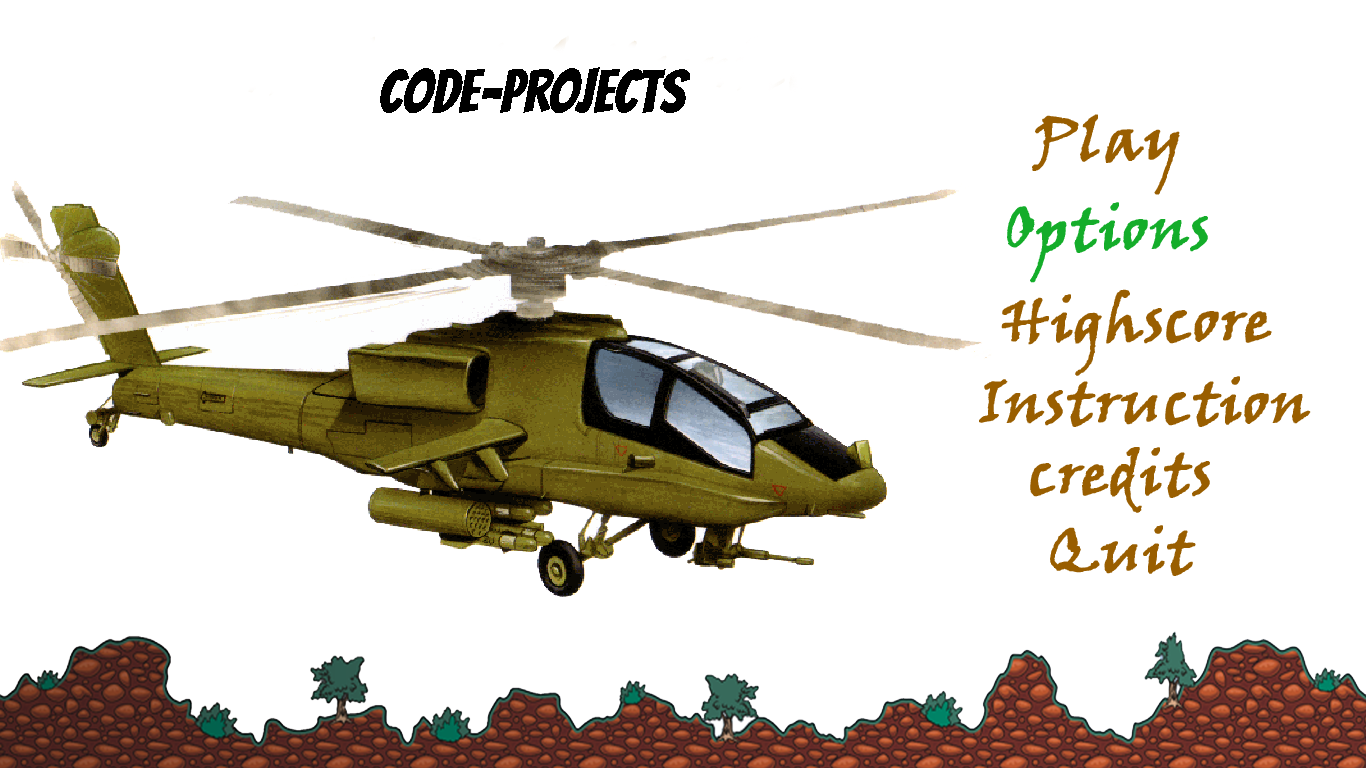 CODE-PROJECTS
Play
Options
Highscore
Instruction
credits
Quit